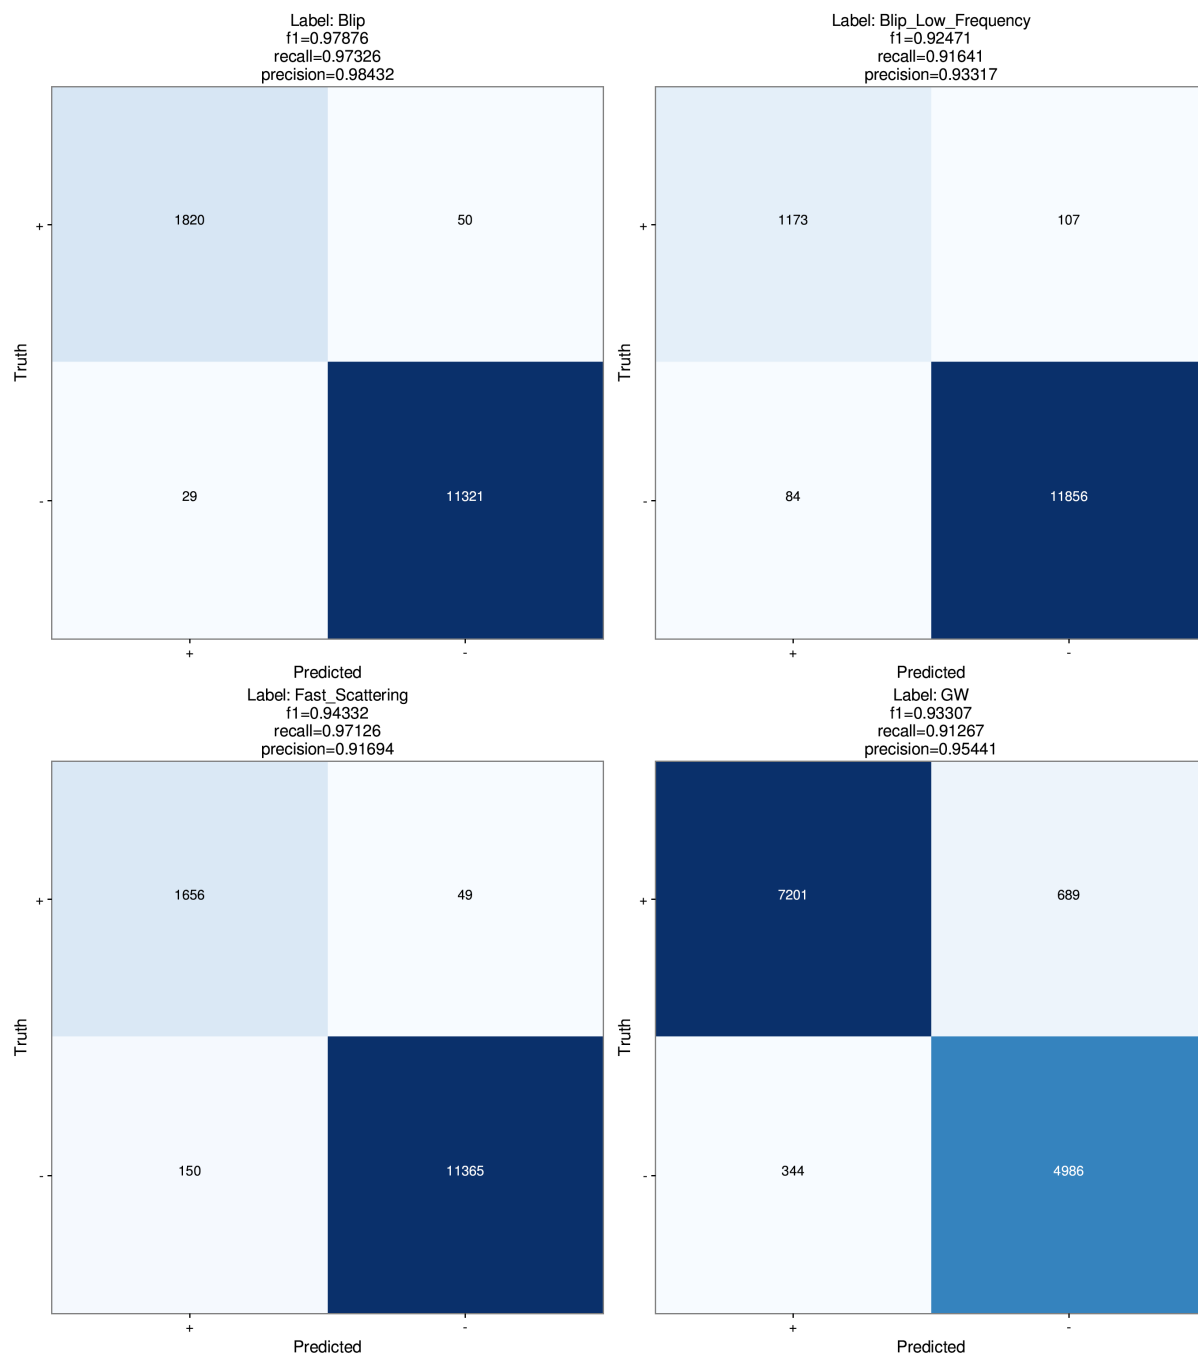 Label: Blip
f1=0.97876
recall=0.97326
precision=0.98432
+
1820
50
Truth
-
29
11321
+
-
Predicted
Label: Blip_Low_Frequency
f1=0.92471
recall=0.91641
precision=0.93317
+
1173
107
Truth
-
84
11856
+
-
Predicted
Label: Fast_Scattering
f1=0.94332
recall=0.97126
precision=0.91694
+
1656
49
Truth
-
150
11365
+
-
Predicted
Label: GW
f1=0.93307
recall=0.91267
precision=0.95441
+
7201
689
Truth
-
344
4986
+
-
Predicted